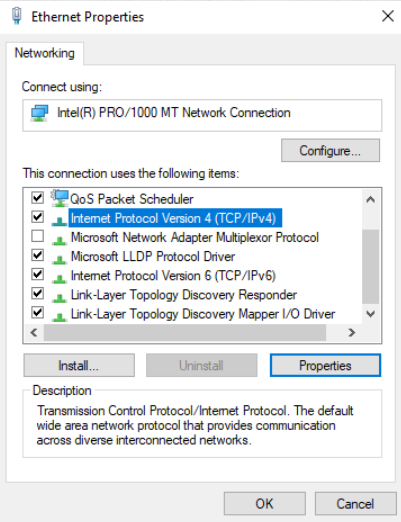 Ethernet Properties
Networking
Connect using:
Intel(R) PRO/1000 MT Network Connection
Configure...
This connection uses the following items:
QoS Packet Scheduler
Internet Protocol Version 4 (TCP/IPv4)
Microsoft Network Adapter Multiplexor Protocol
Microsoft LLDP Protocol Driver
Internet Protocol Version 6 (TCP/IPv6)
Link-Layer Topology Discovery Responder
Link-Layer Topology Discovery Mapper I/O Driver
Install... Uninstall Properties
Description
Transmission Control Protocol/Internet Protocol. The default
wide area network protocol that provides communication
across diverse interconnected networks.
OK Cancel